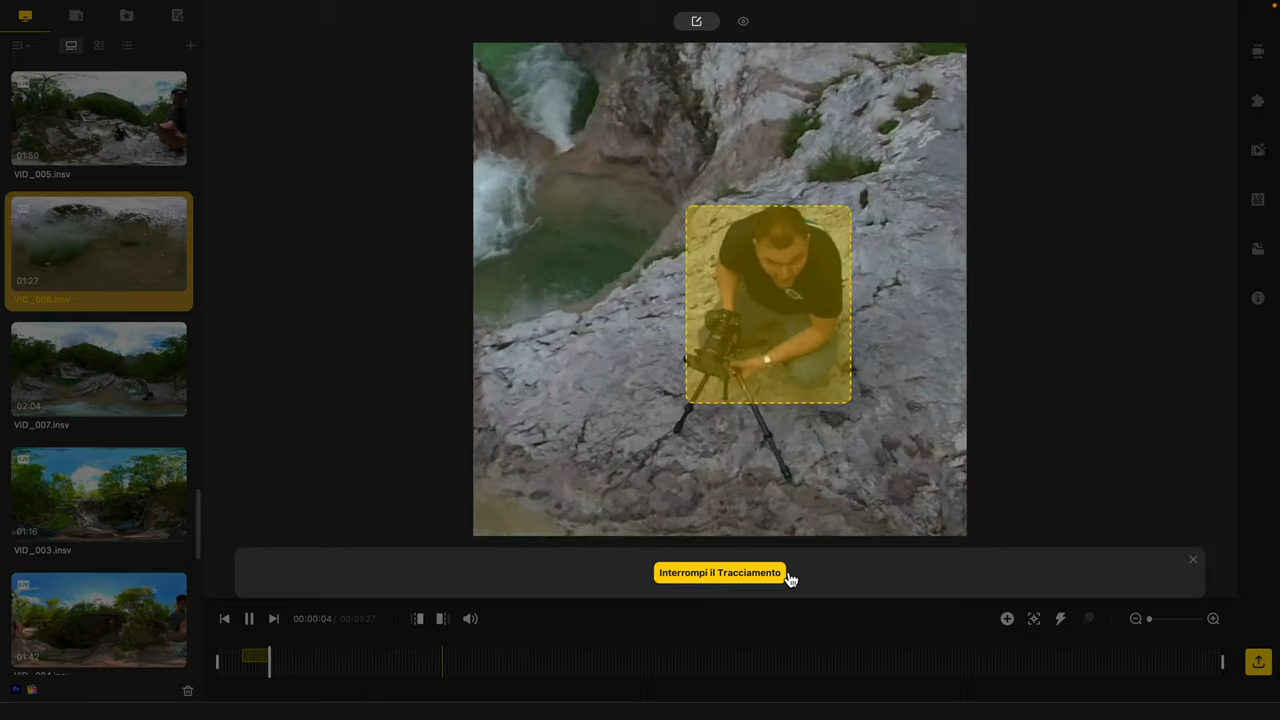 01:50
VID_005.insv
01:27
VID_006.insv
02:04
VID_007.insv
01:16
VID_003.insv
01:42
Interrompi il Tracciamento
00:00:04 / 00:01:27
Pr